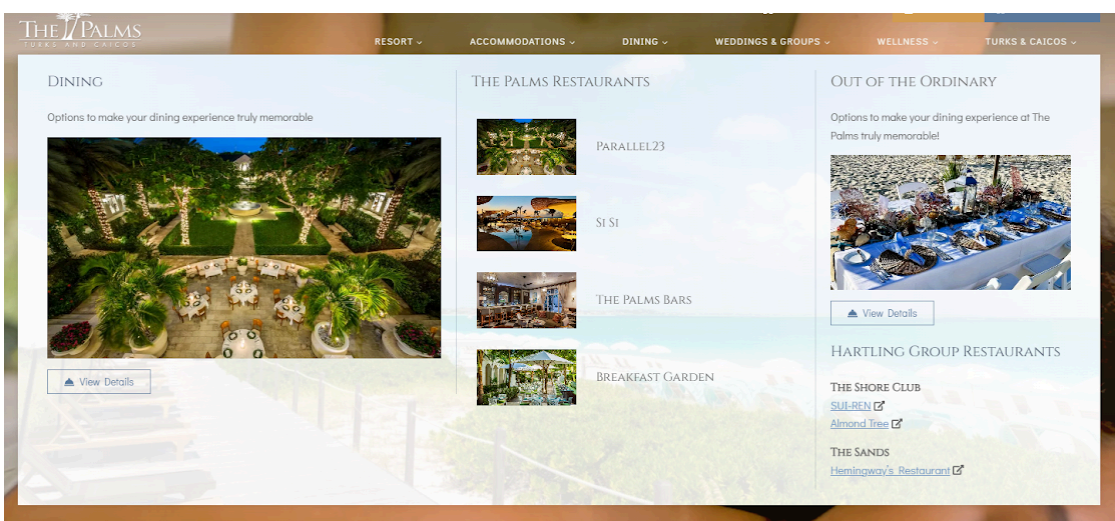 THE PALMS
TURKS AND CAICOS
RESORT
ACCOMMODATIONS
DINING
WEDDINGS & GROUPS
WELLNESS
TURKS & CAICOS
DINING
Options to make your dining experience truly memorable
View Details
THE PALMS RESTAURANTS
PARALLEL23
SI SI
THE PALMS BARS
BREAKFAST GARDEN
OUT OF THE ORDINARY
Options to make your dining experience at The
Palms truly memorable!
View Details
HARTLING GROUP RESTAURANTS
THE SHORE CLUB
SUI-REN
Almond Tree
THE SANDS
Hemingway's Restaurant